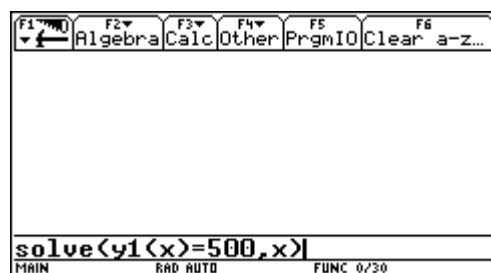 F1 F2 F3 F4 F5 F6
Algebra Calc Other PrgmIO Clear a-z…
solve(y1(x)=500,x)
MAIN RAD AUTO FUNC 0/30